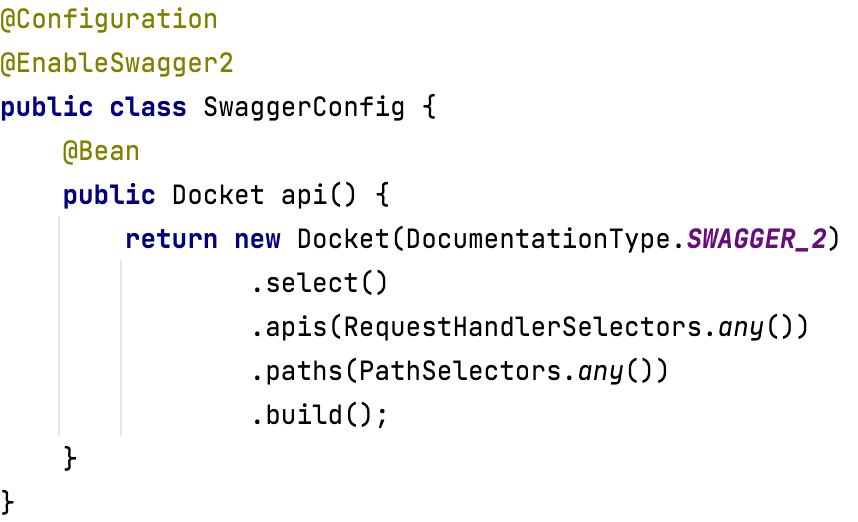 @Configuration
@EnableSwagger2
public class SwaggerConfig {
    @Bean
    public Docket api() {
        return new Docket(DocumentationType.SWAGGER_2)
                .select()
                .apis(RequestHandlerSelectors.any())
                .paths(PathSelectors.any())
                .build();
    }
}